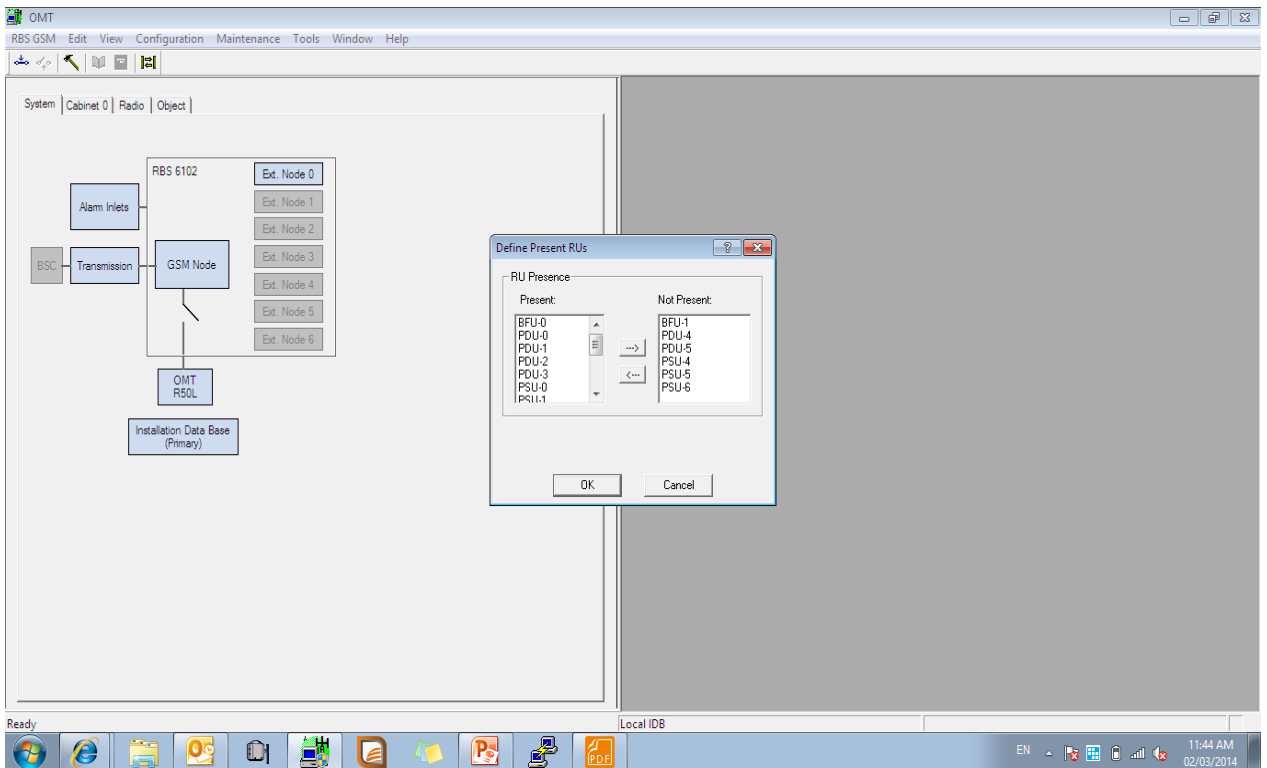 OMT
RBS GSM Edit View Configuration Maintenance Tools Window Help
System Cabinet 0 Radio Object
RBS 6102
Ext. Node 0
Ext. Node 1
Ext. Node 2
Ext. Node 3
Ext. Node 4
Ext. Node 5
Ext. Node 6
Alarm Inlets
BSC
Transmission
GSM Node
OMT
R50L
Installation Data Base
(Primary)
Define Present RUs
RU Presence
Present:
BFU-0
PDU-0
PDU-1
PDU-2
PDU-3
PSU-0
PSU-1
--->
<---
Not Present:
BFU-1
PDU-4
PDU-5
PSU-4
PSU-5
PSU-6
OK
Cancel
Ready
Local IDB
PDF
EN
11:44 AM
02/03/2014